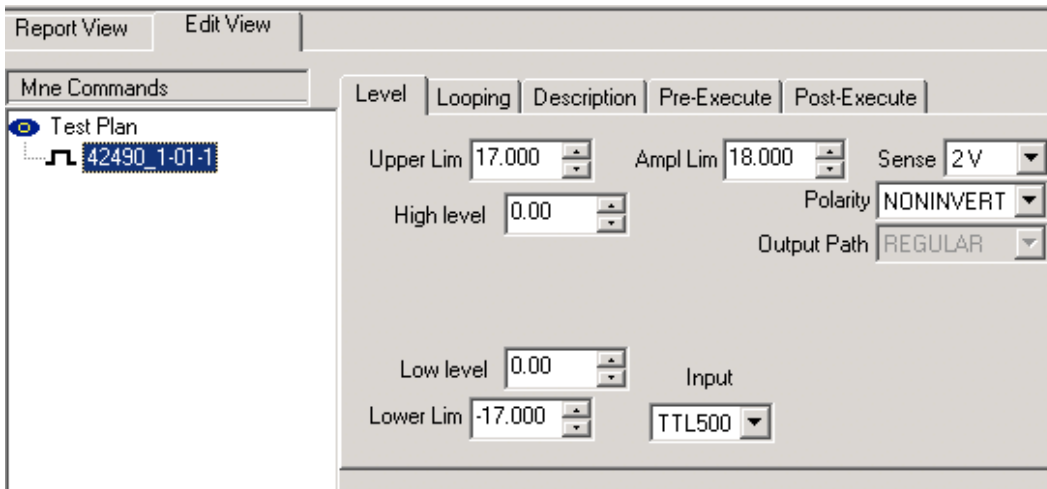 Report View Edit View
Mne Commands
Level Looping Description Pre-Execute Post-Execute
Test Plan
42490_1-01-1
Upper Lim 17.000 Ampl Lim 18.000 Sense 2 V
High level 0.00 Polarity NONINVERT
Output Path REGULAR
Low level 0.00 Input
Lower Lim -17.000 TTL500